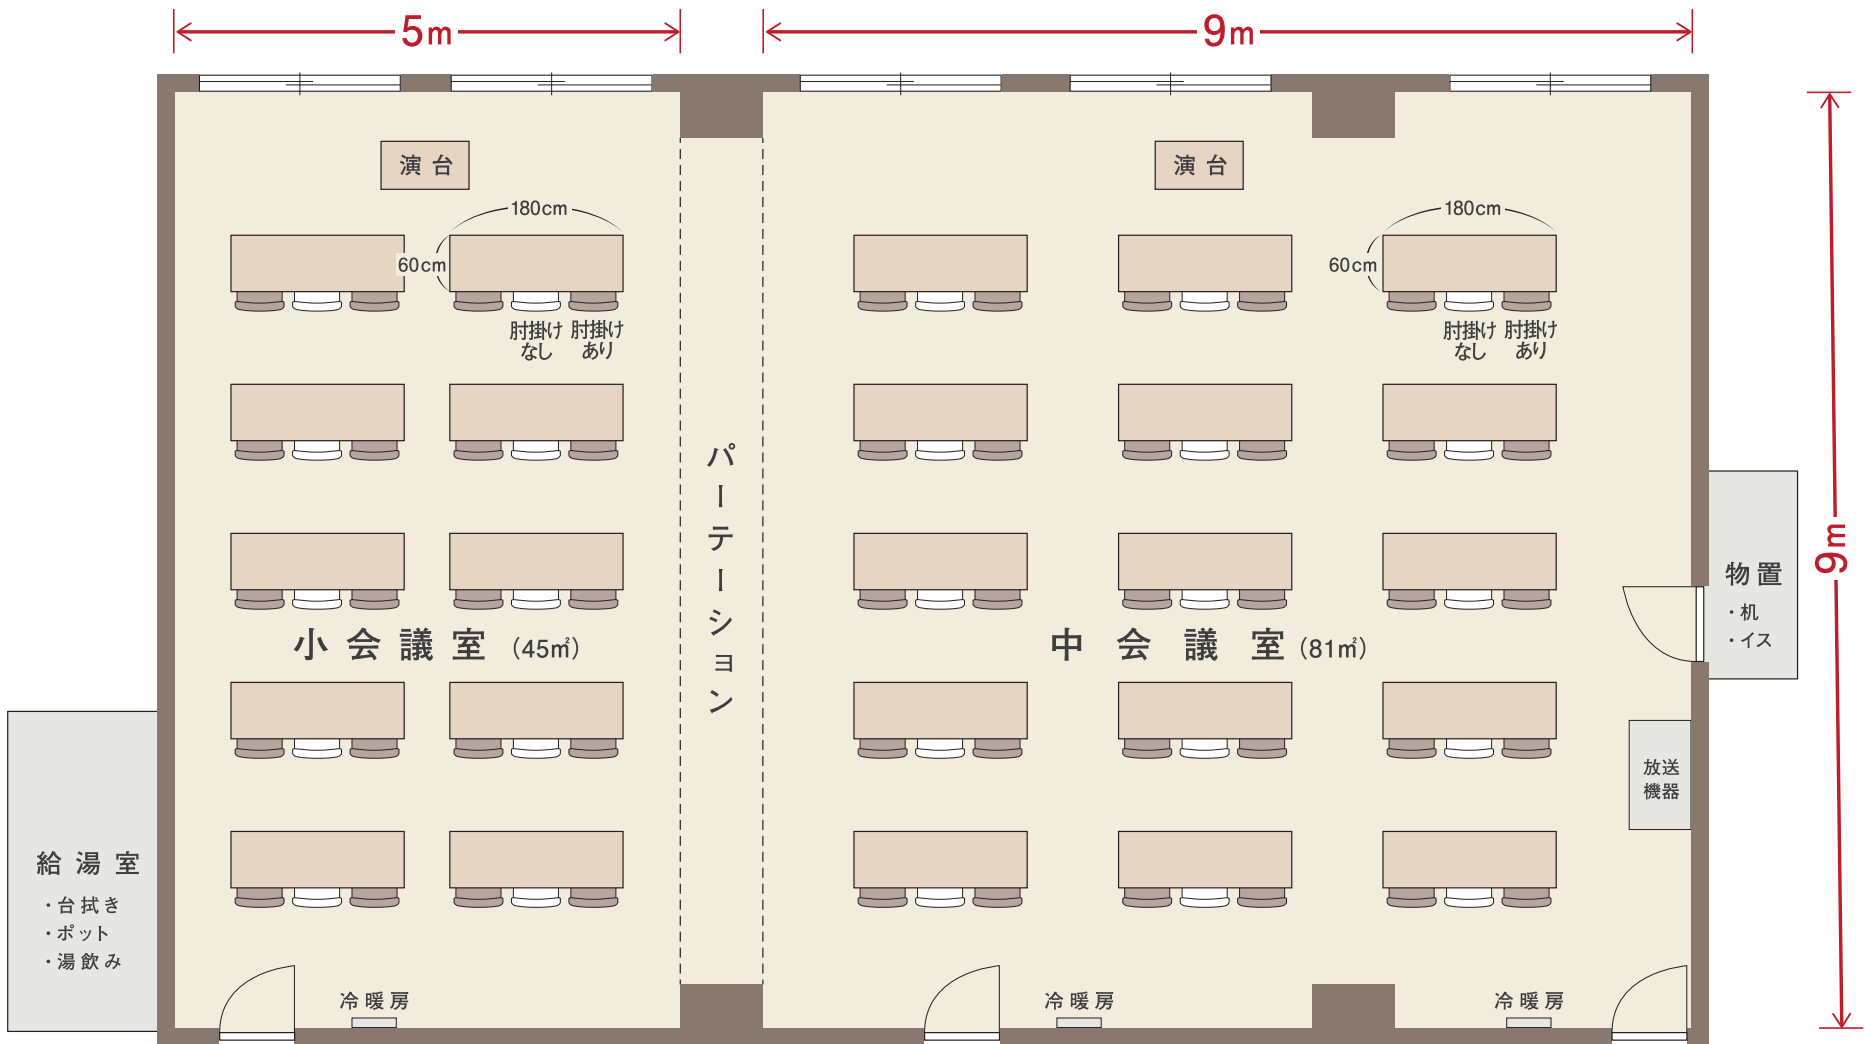 5m
9m
演台
演台
180cm
180cm
60cm
60cm
肘掛け
なし
肘掛け
あり
肘掛け
なし
肘掛け
あり
9m
パーテーション
小会議室 (45㎡)
中会議室 (81㎡)
物置
・机
・イス
放送
機器
給湯室
・台拭き
・ポット
・湯飲み
冷暖房
冷暖房
冷暖房